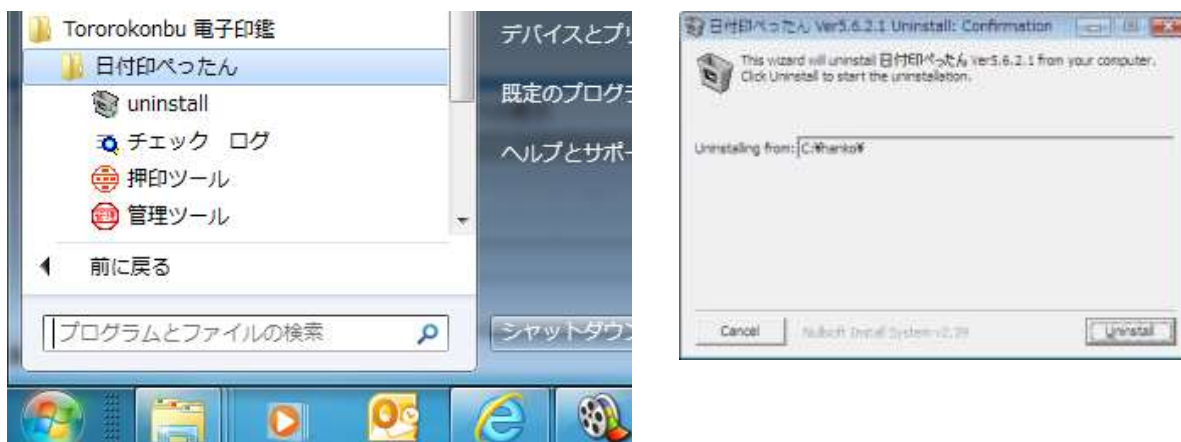 Tororokonbu 電子印鑑
日付印ぺったん
uninstall
チェック ログ
押印ツール
管理ツール
前に戻る
プログラムとファイルの検索
デバイスとプリ
既定のプログラ
ヘルプとサポー
シャットダウン
日付印ぺったん Ver5.6.2.1 Uninstall: Confirmation
This wizard will uninstall 日付印ぺったん Ver5.6.2.1 from your computer.
Click Uninstall to start the uninstallation.
Uninstalling from: C:¥hanko¥
Cancel
Nullsoft Install System v2.39
Uninstall